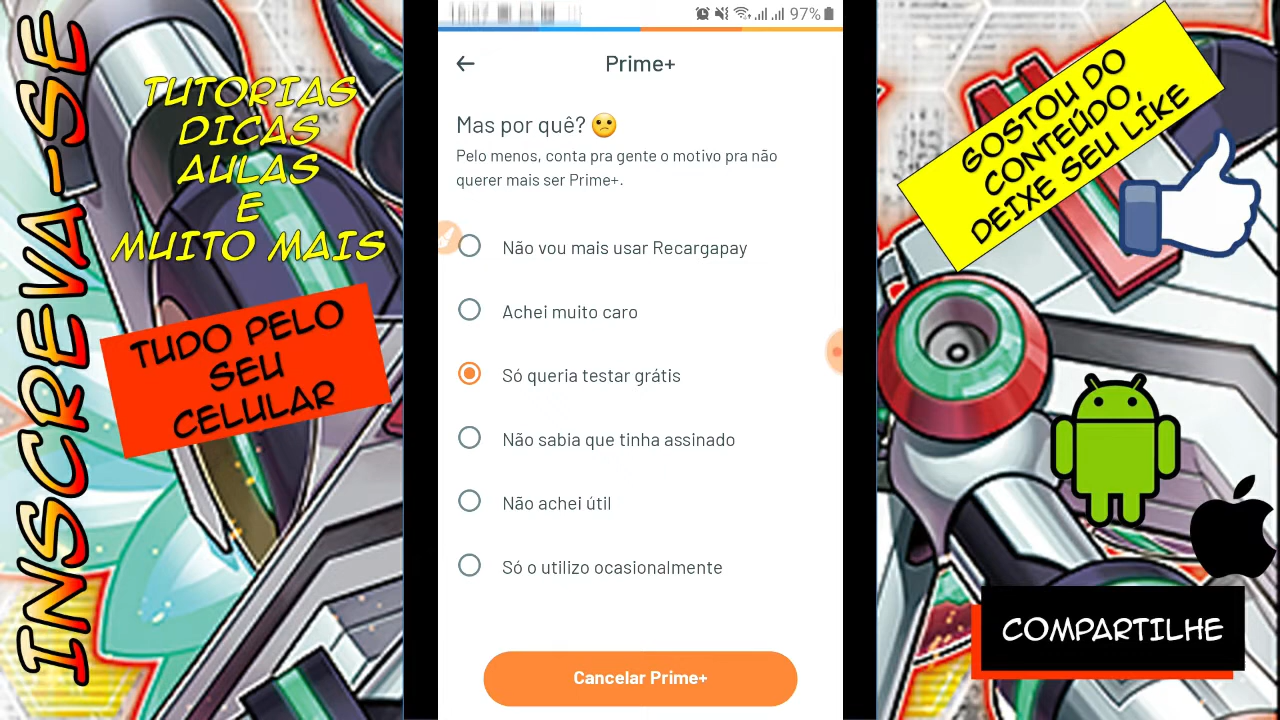 INSCREVA-SE
TUTORIAS
DICAS
AULAS
E
MUITO MAIS
TUDO PELO
SEU
CELULAR
97%
Prime+
Mas por quê?
Pelo menos, conta pra gente o motivo pra não
querer mais ser Prime+.
Não vou mais usar Recargapay
Achei muito caro
Só queria testar grátis
Não sabia que tinha assinado
Não achei útil
Só o utilizo ocasionalmente
Cancelar Prime+
GOSTOU DO
CONTEÚDO,
DEIXE SEU LIKE
COMPARTILHE